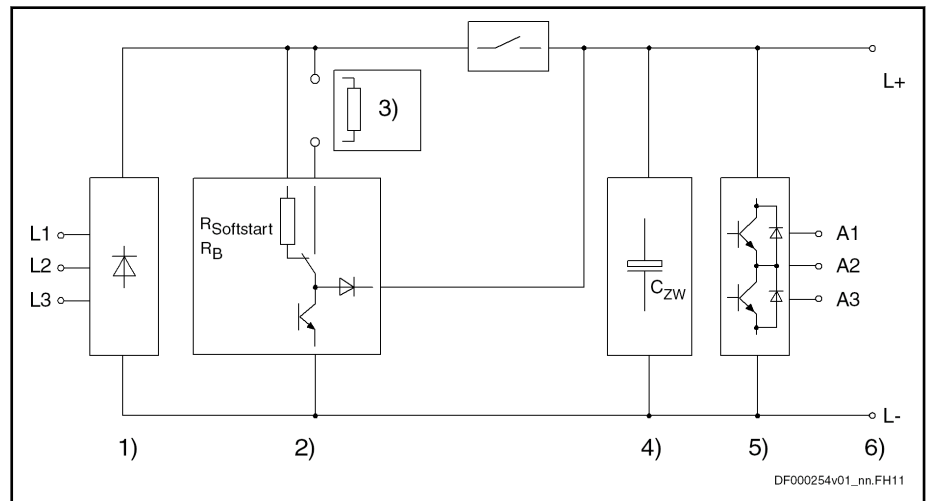 L+
3)
RSoftstart
RB
L1
L2
L3
CZW
A1
A2
A3
L-
1)
2)
4)
5)
6)
DF000254v01_nn.FH11